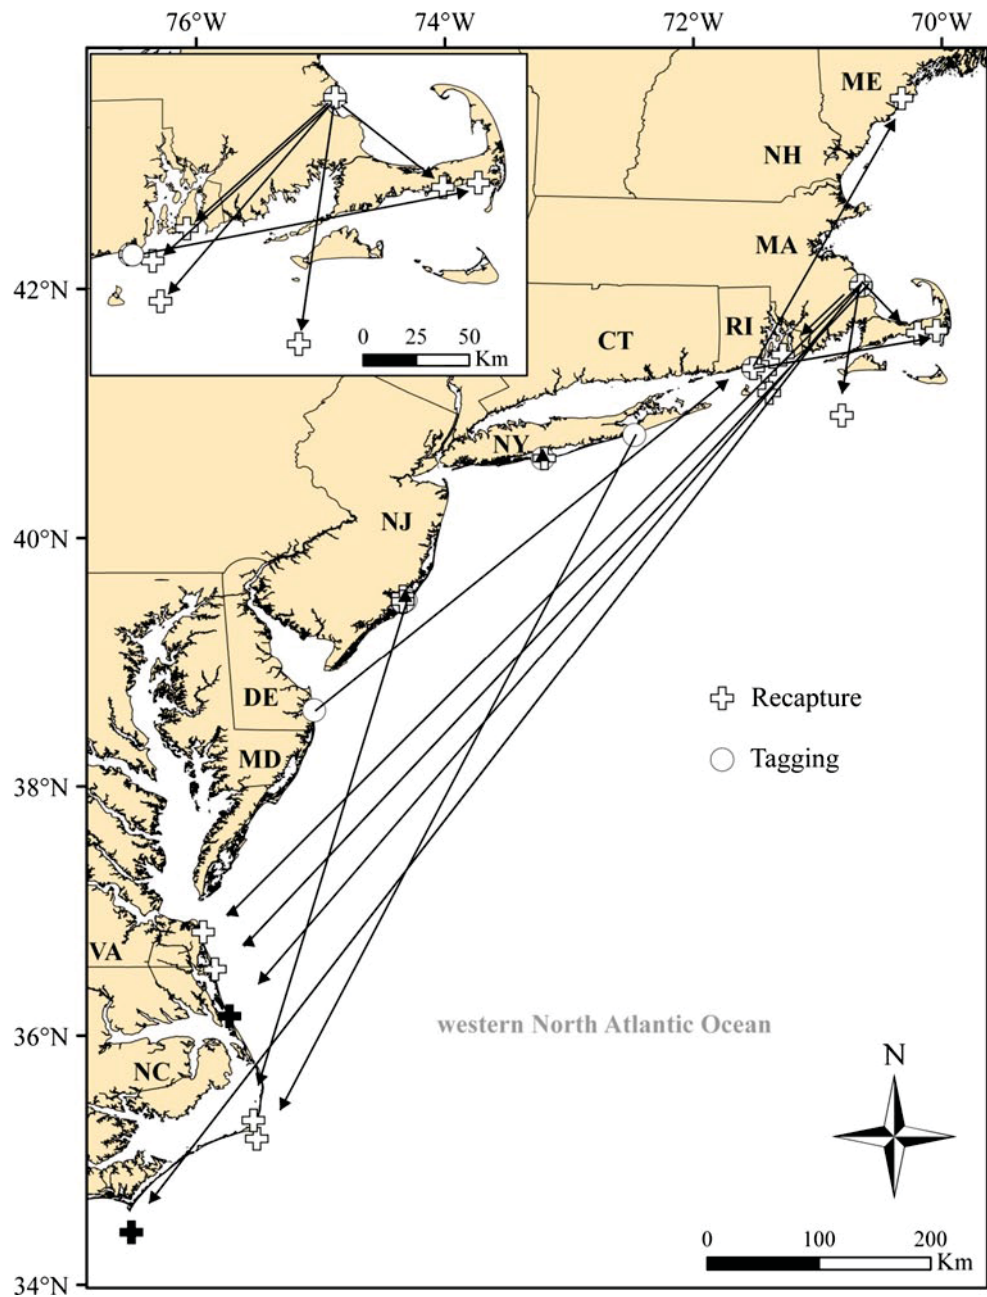 76°W 74°W 72°W 70°W
ME
NH
MA
42°N
0 25 50
Km
RI
CT
NY
40°N
NJ
DE
Recapture
MD
Tagging
38°N
VA
36°N
western North Atlantic Ocean
NC
N
0 100 200
Km
34°N